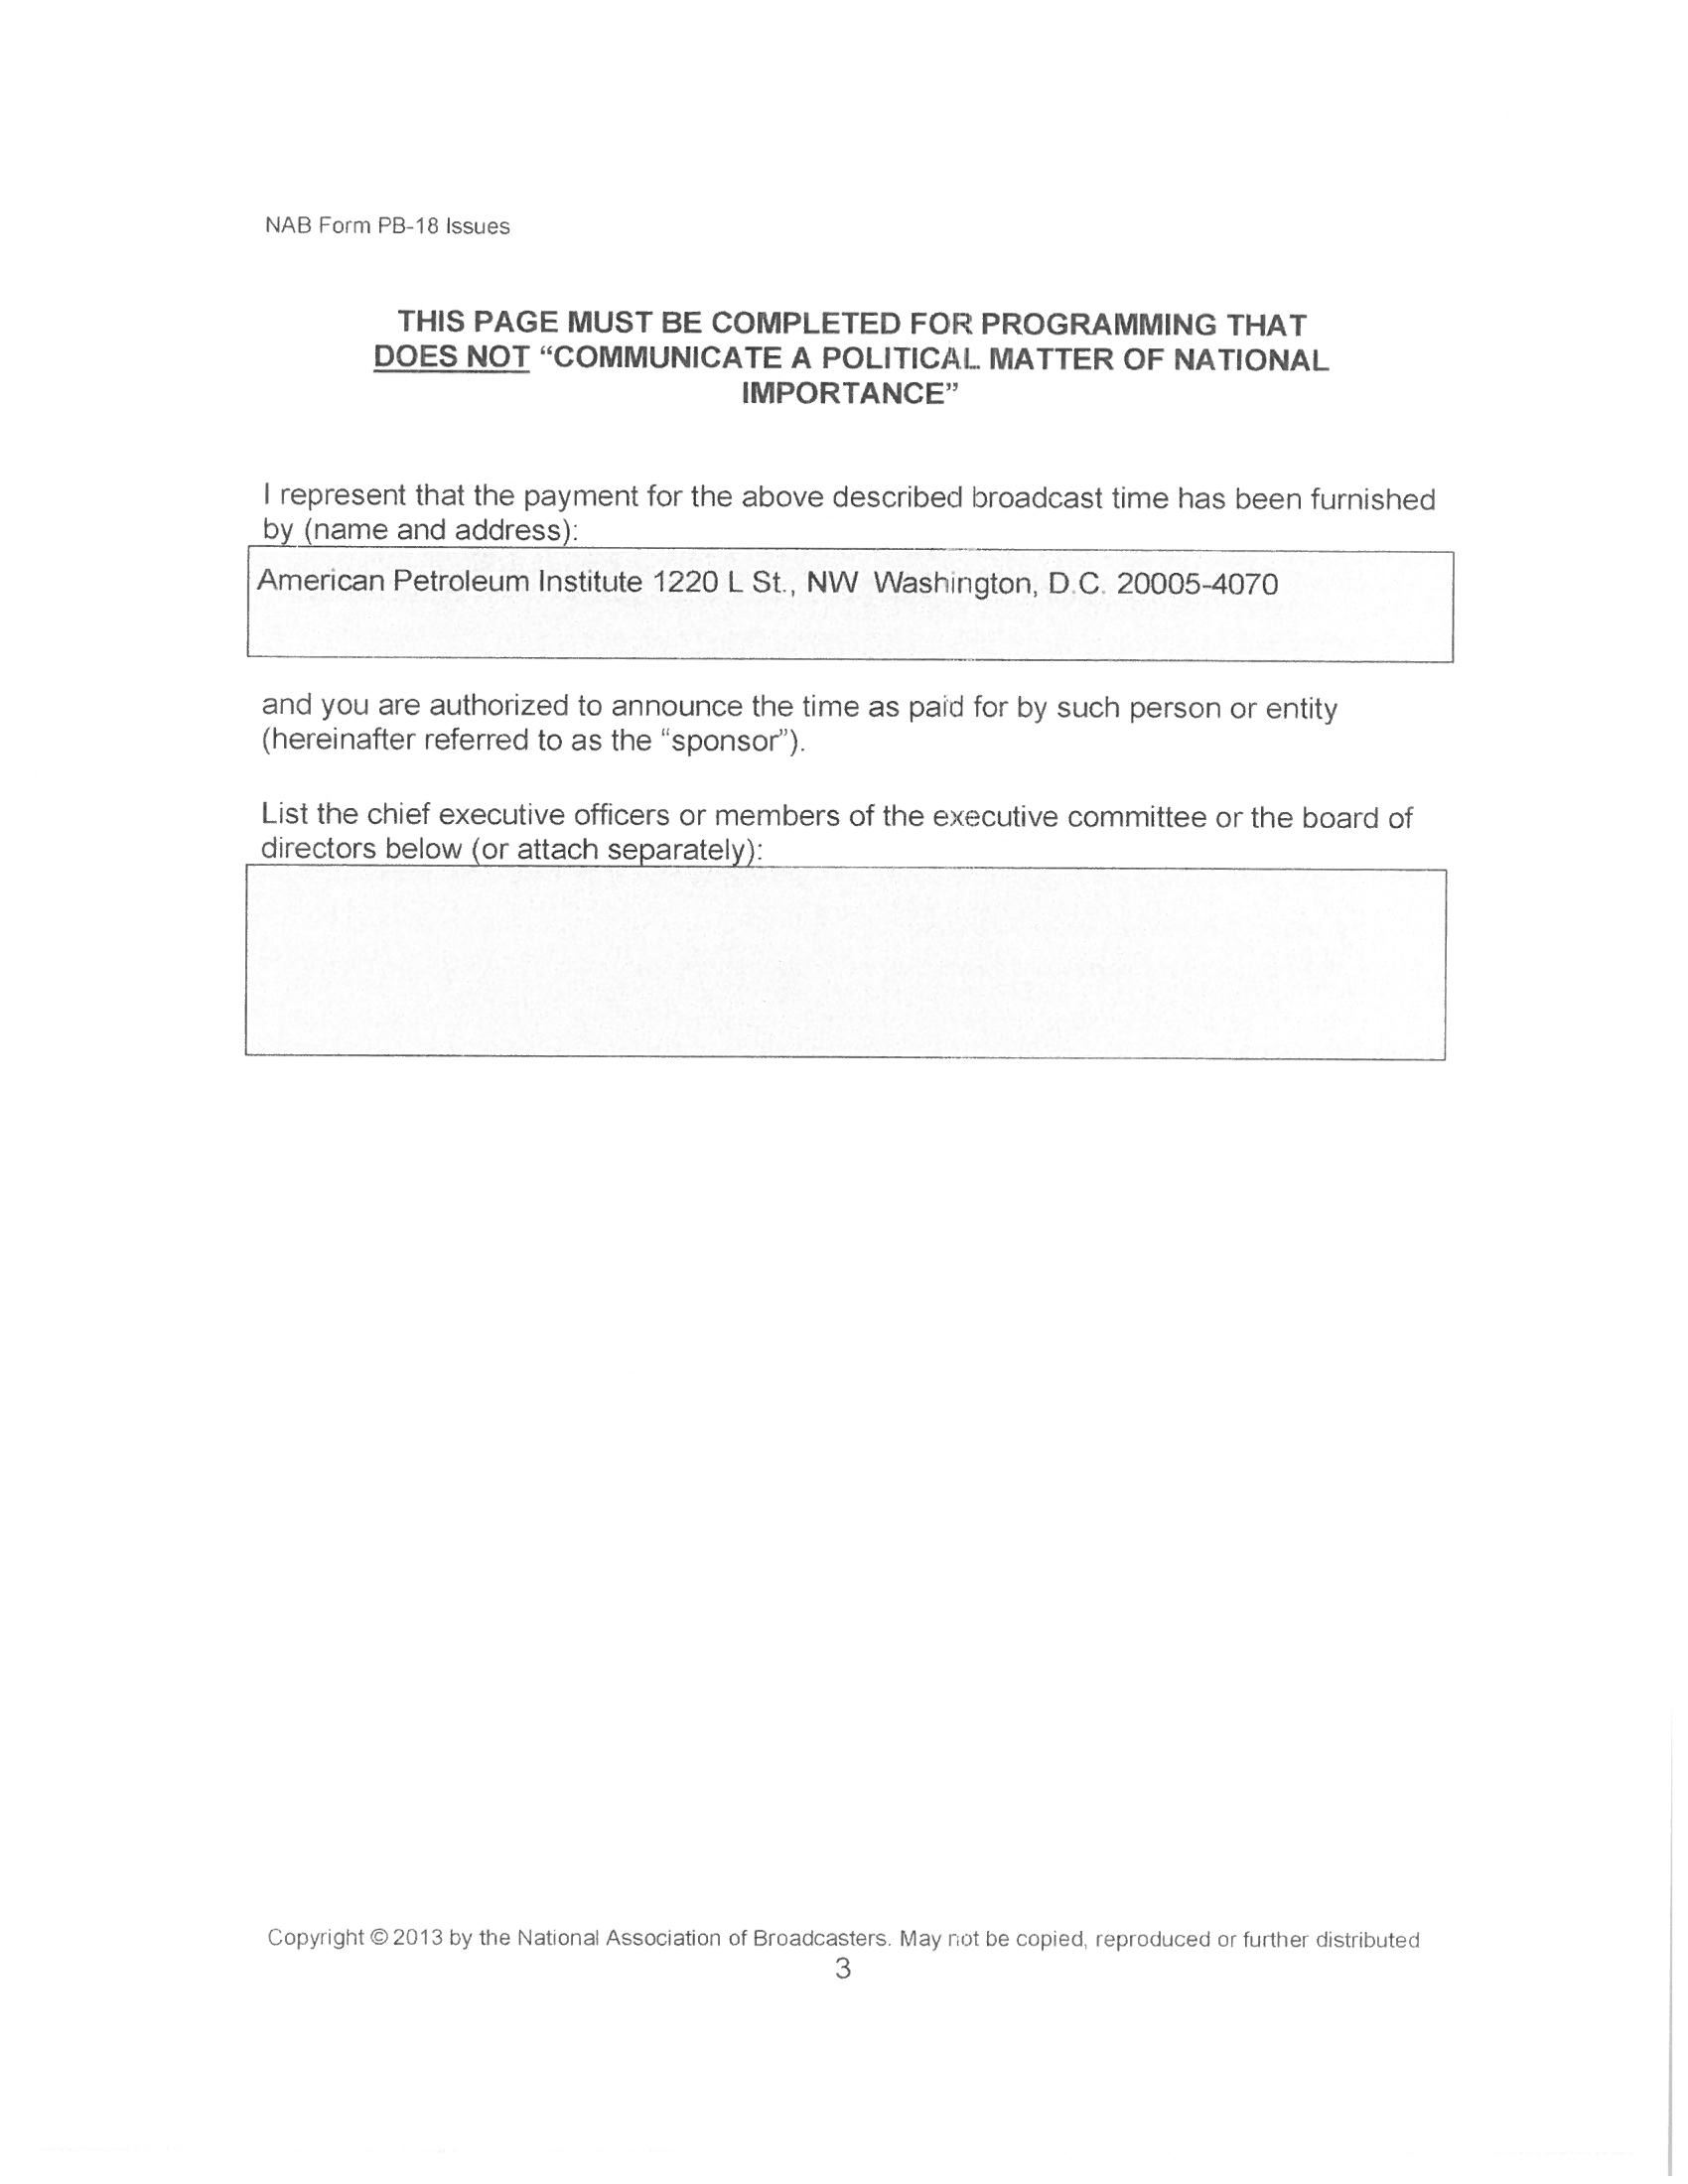 NAB Form PB-18 Issues
THIS PAGE MUST BE COMPLETED FOR PROGRAMMING THAT
DOES NOT “COMMUNICATE A POLITICAL MATTER OF NATIONAL
IMPORTANCE”
I represent that the payment for the above described broadcast time has been furnished
by (name and address):
American Petroleum Institute 1220 L St., NW Washington, D.C. 20005-4070
and you are authorized to announce the time as paid for by such person or entity
(hereinafter referred to as the “sponsor”).
List the chief executive officers or members of the executive committee or the board of
directors below (or attach separately):
Copyright © 2013 by the National Association of Broadcasters. May not be copied, reproduced or further distributed
3